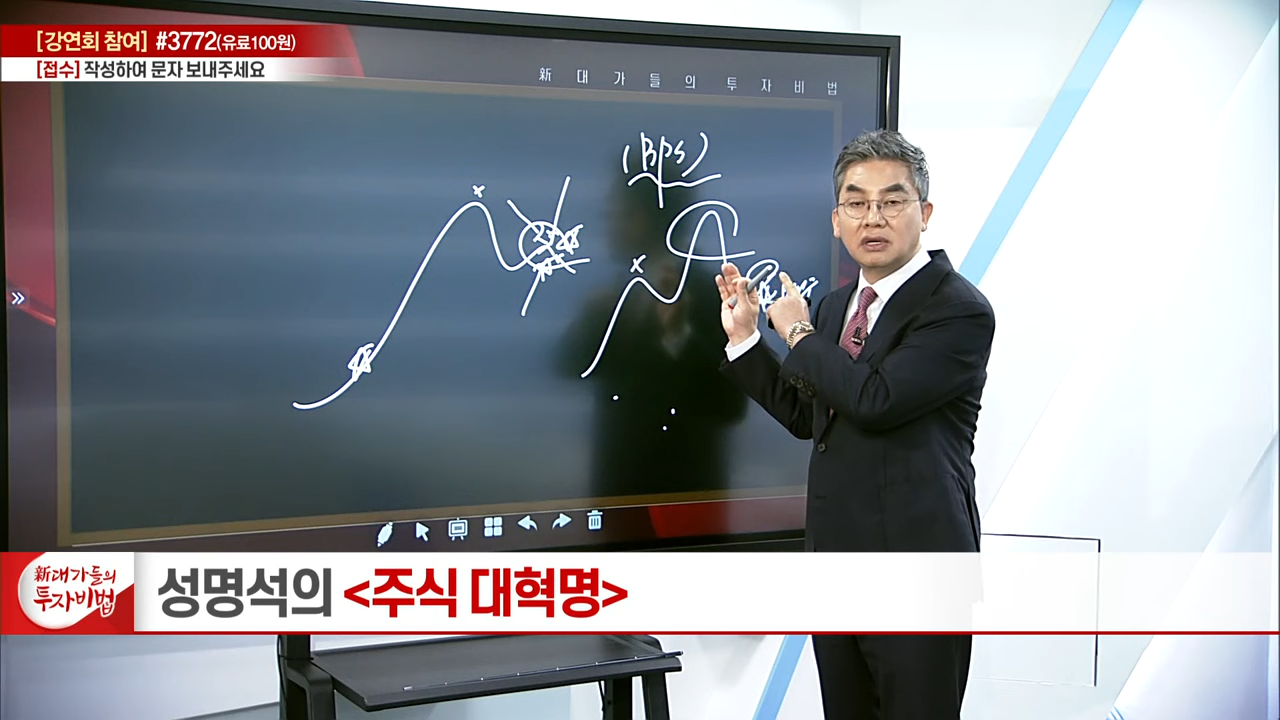 [강연회 참여] #3772(유료100원)
[접수] 작성하여 문자 보내주세요
新 대 가 들 의 투 자 비 법
(BPS)
新대가들의
투자비법
성명석의 <주식 대혁명>